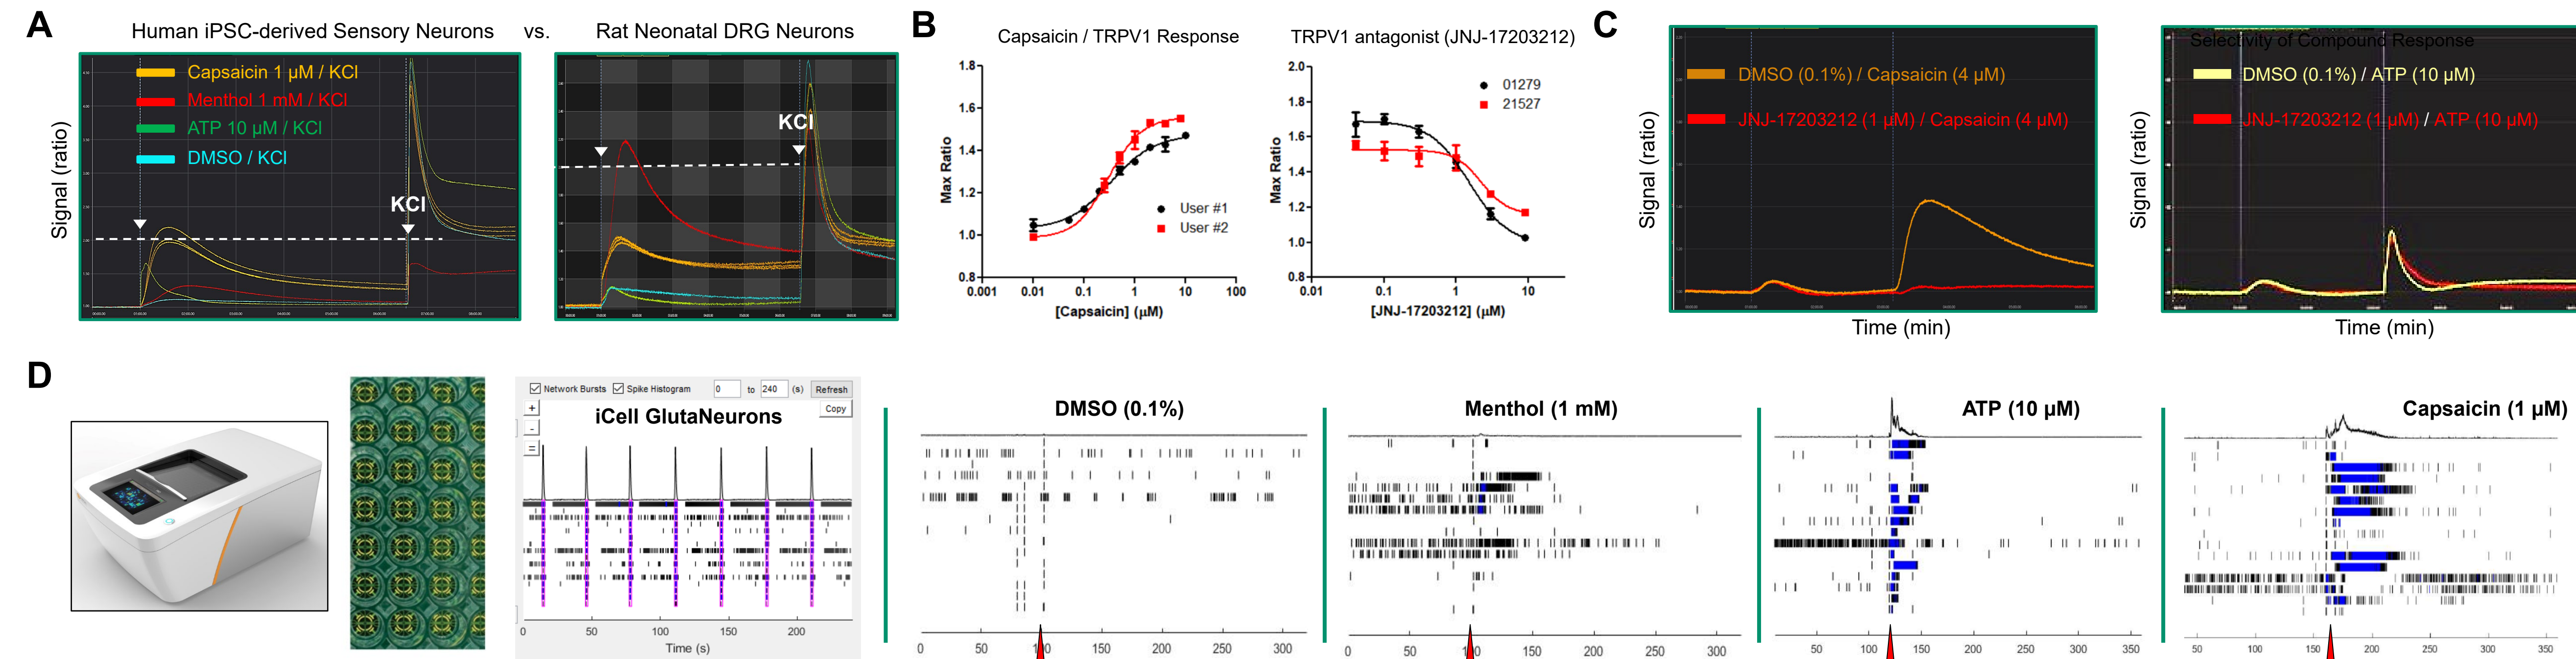 A
Human iPSC-derived Sensory Neurons vs. Rat Neonatal DRG Neurons
Signal (ratio)
Capsaicin 1 µM / KCl
Menthol 1 mM / KCl
ATP 10 µM / KCl
DMSO / KCl
KCl
KCl
B
Capsaicin / TRPV1 Response
Max Ratio
1.8
1.6
1.4
1.2
1.0
0.8
0.001 0.01 0.1 1 10 100
[Capsaicin] (µM)
User #1
User #2
TRPV1 antagonist (JNJ-17203212)
Max Ratio
2.0
1.8
1.6
1.4
1.2
1.0
0.8
0.01 0.1 1 10
[JNJ-17203212] (µM)
01279
21527
C
Signal (ratio)
DMSO (0.1%) / Capsaicin (4 µM)
JNJ-17203212 (1 µM) / Capsaicin (4 µM)
Time (min)
Selectivity of Compound Response
Signal (ratio)
DMSO (0.1%) / ATP (10 µM)
JNJ-17203212 (1 µM) / ATP (10 µM)
Time (min)
D
Network Bursts Spike Histogram 0 to 240 (s) Refresh
Copy
+
-
=
iCell GlutaNeurons
0 50 100 150 200
Time (s)
DMSO (0.1%)
0 50 100 150 200 250 300
Menthol (1 mM)
0 50 100 150 200 250 300
ATP (10 µM)
50 100 150 200 250 300 350
Capsaicin (1 µM)
50 100 150 200 250 300 350